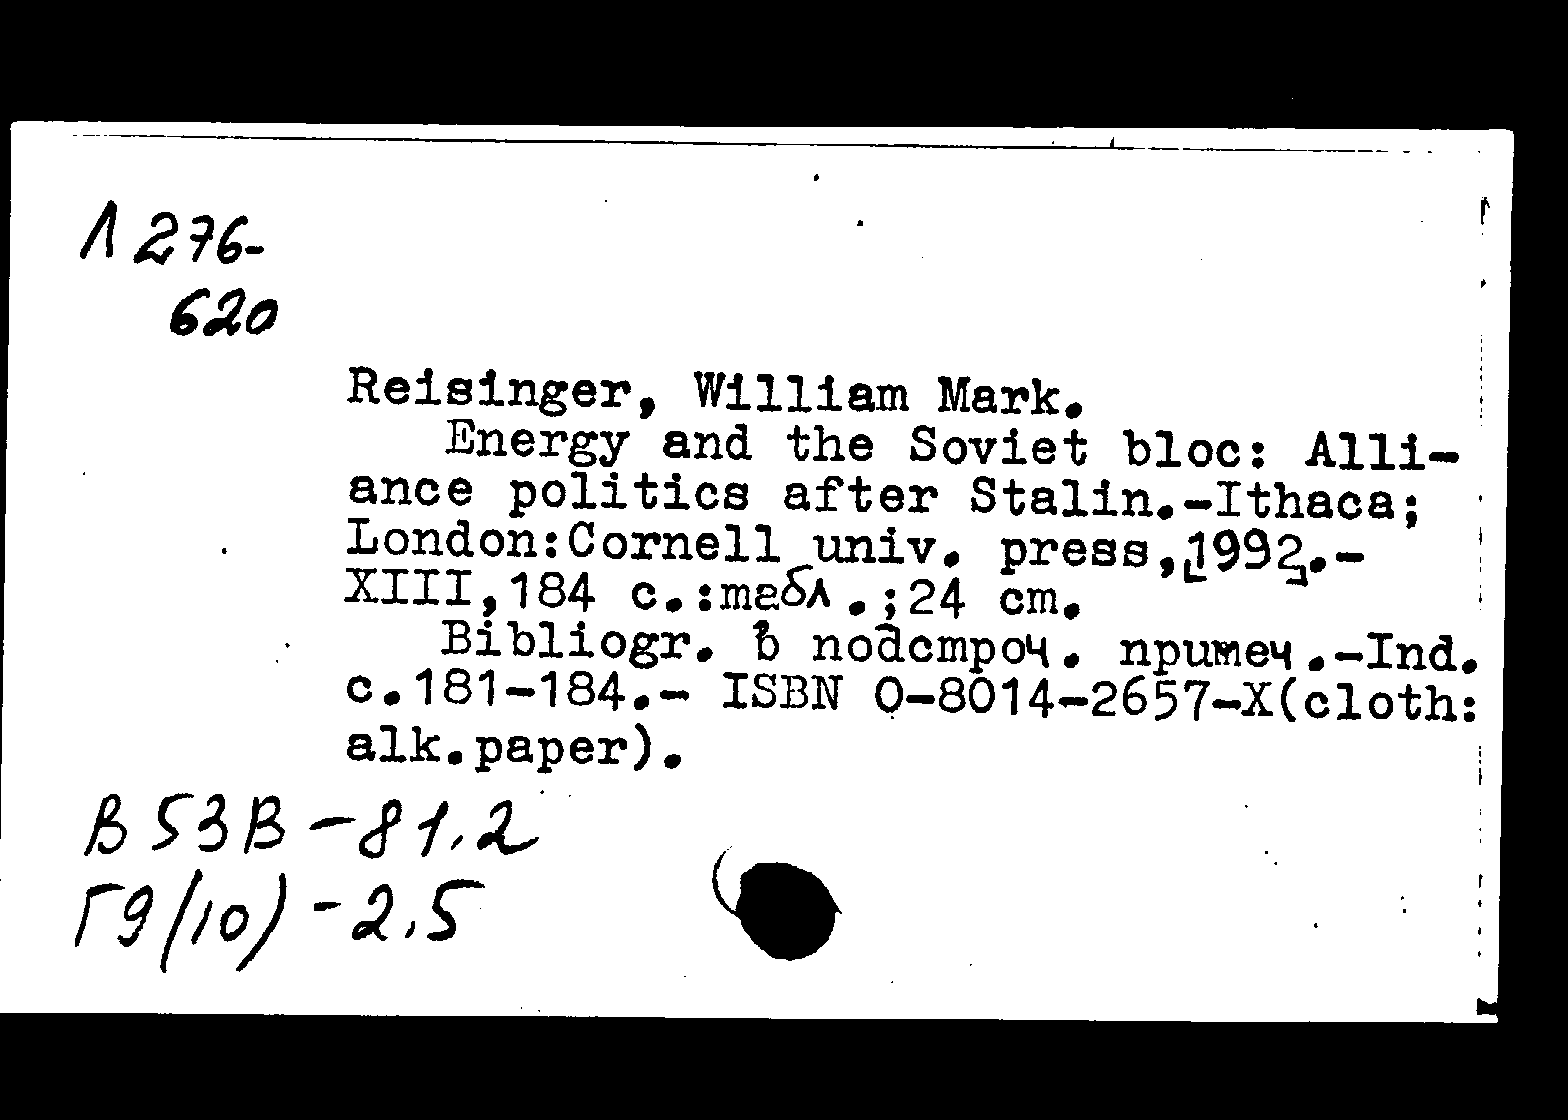 Л 276-
620
Reisinger, William Mark.
Energy and the Soviet bloc: Alli-
ance politics after Stalin.-Ithaca;
London:Cornell univ. press,[1992].-
XIII,184 с.:табл.;24 cm.
Bibliogr. в подстроч. примеч.-Ind.
с.181-184.- ISBN 0-8014-2657-X(cloth:
alk.paper).
В53В-81.2
Г9(10)-2.5